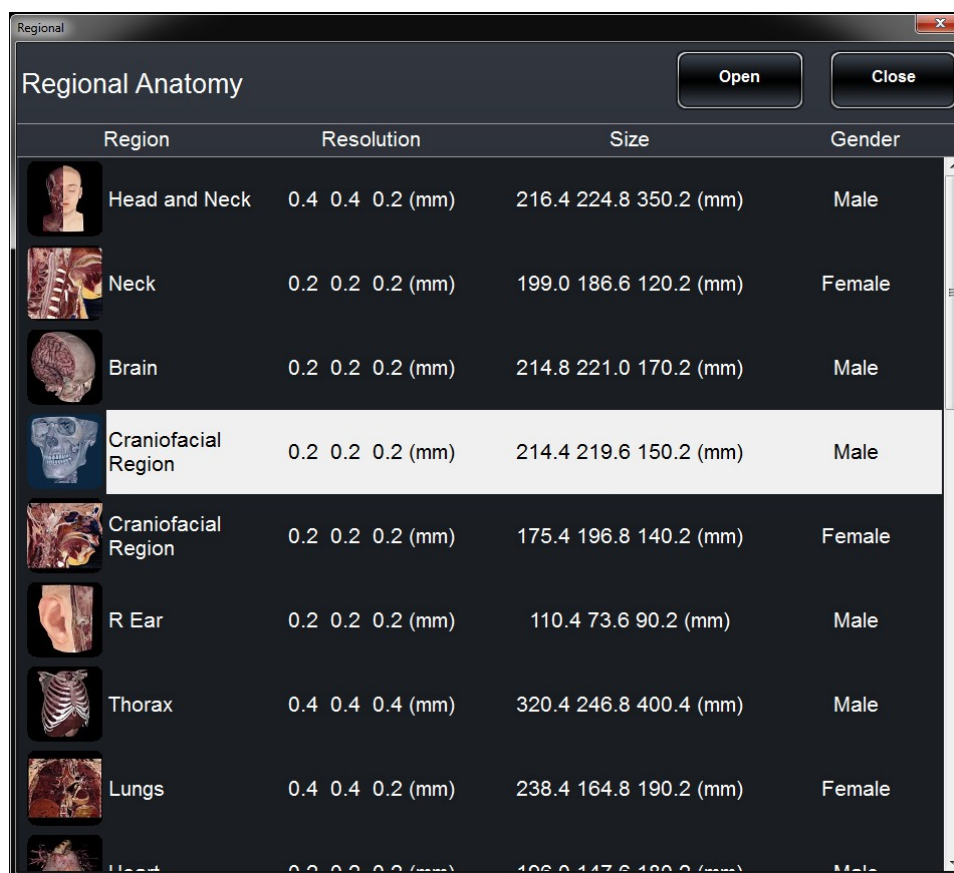 Regional
Regional Anatomy
Open
Close
Region Resolution Size Gender
Head and Neck 0.4 0.4 0.2 (mm) 216.4 224.8 350.2 (mm) Male
Neck 0.2 0.2 0.2 (mm) 199.0 186.6 120.2 (mm) Female
Brain 0.2 0.2 0.2 (mm) 214.8 221.0 170.2 (mm) Male
Craniofacial
Region 0.2 0.2 0.2 (mm) 214.4 219.6 150.2 (mm) Male
Craniofacial
Region 0.2 0.2 0.2 (mm) 175.4 196.8 140.2 (mm) Female
R Ear 0.2 0.2 0.2 (mm) 110.4 73.6 90.2 (mm) Male
Thorax 0.4 0.4 0.4 (mm) 320.4 246.8 400.4 (mm) Male
Lungs 0.4 0.4 0.2 (mm) 238.4 164.8 190.2 (mm) Female
Heart Male